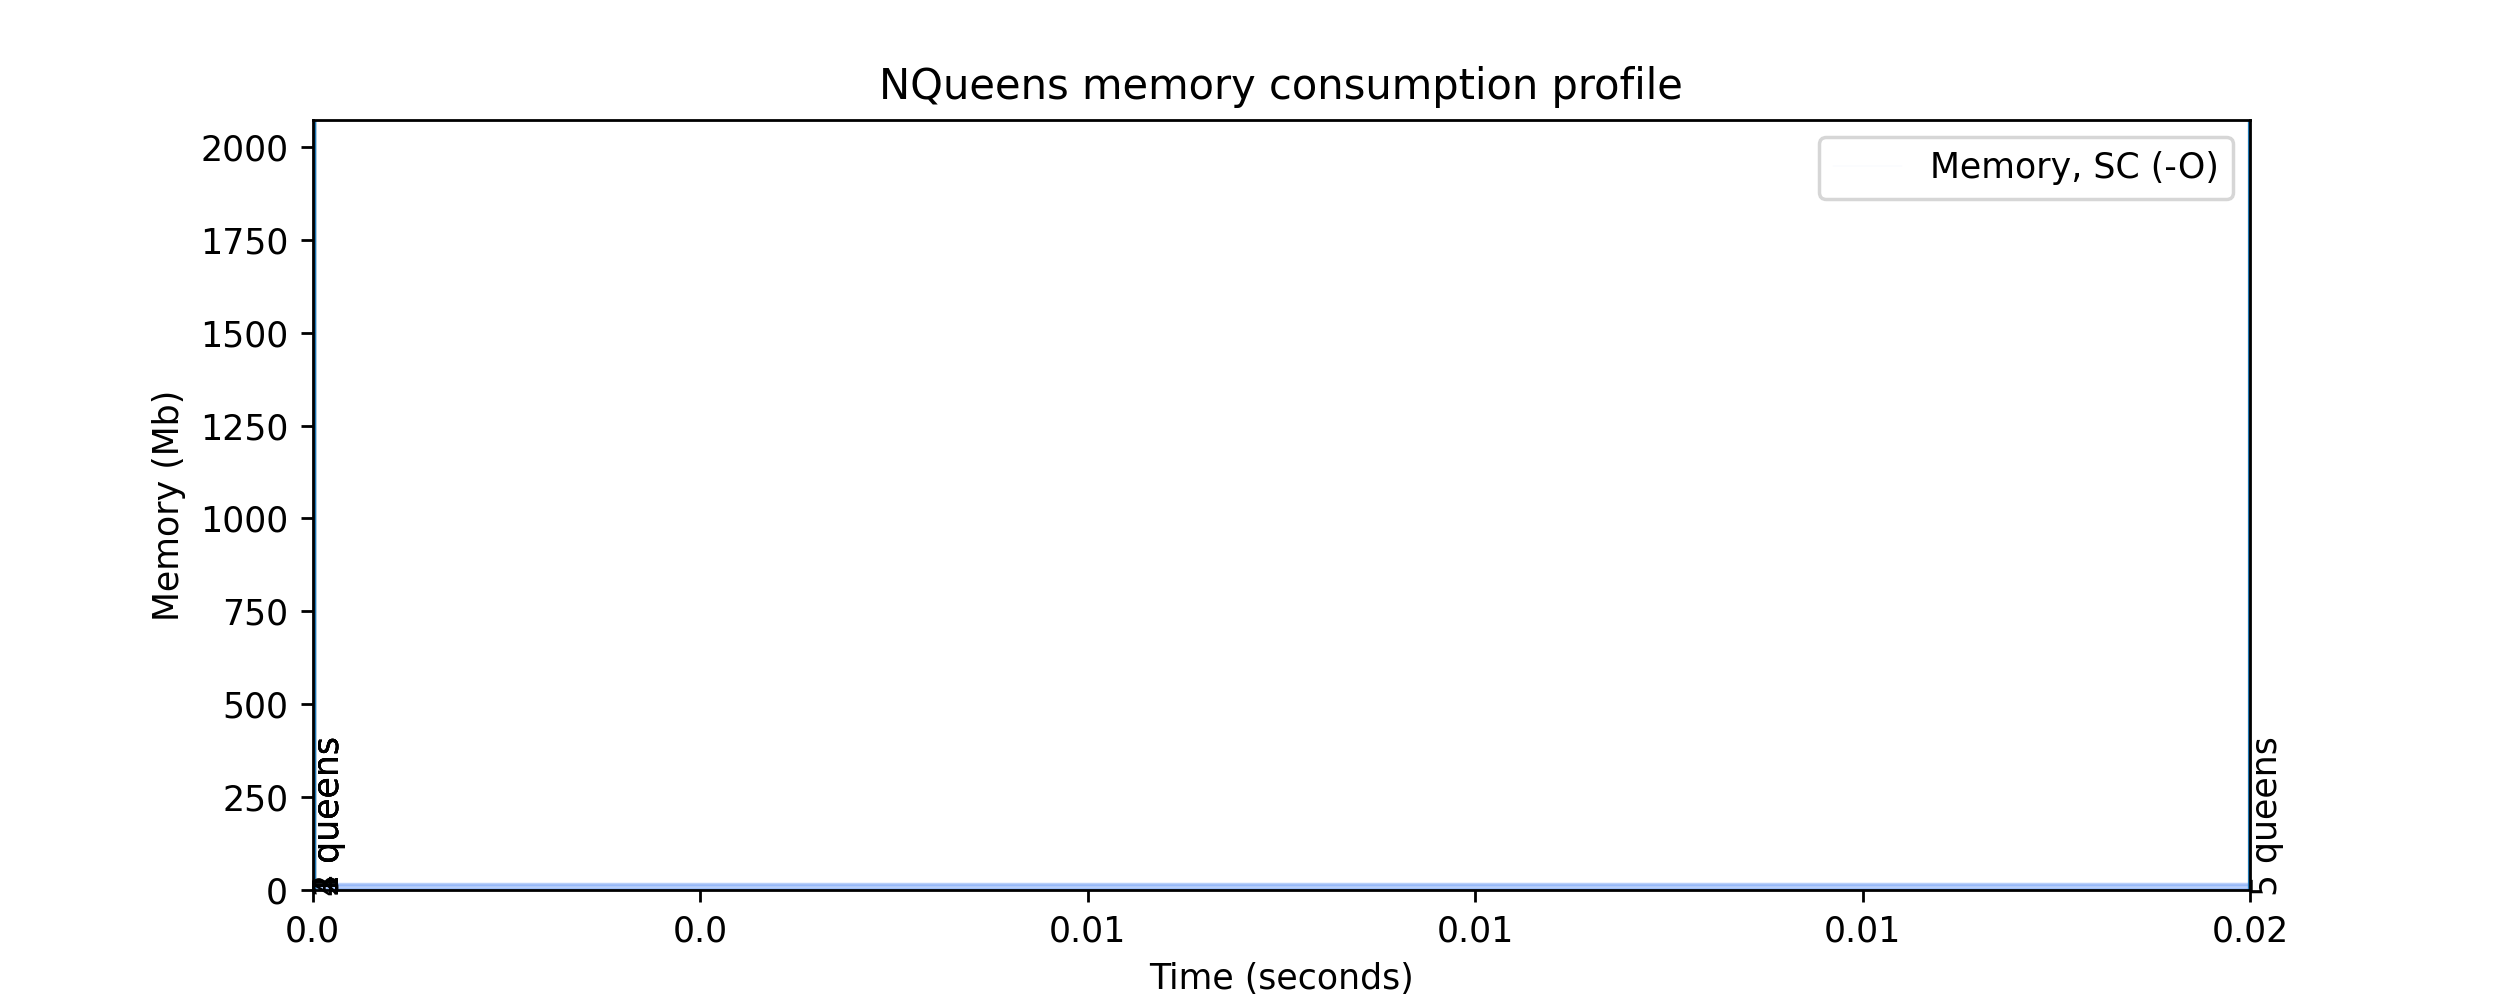 NQueens memory consumption profile
Memory, SC (-O)
Memory (Mb)
2000
1750
1500
1250
1000
750
500
250
0
queens
5 queens
0.0
0.0
0.01
0.01
0.01
0.02
Time (seconds)